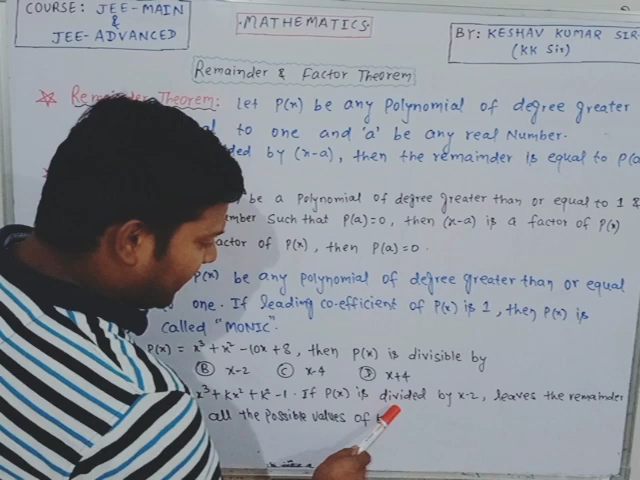 COURSE: JEE-MAIN
&
JEE-ADVANCED
MATHEMATICS
BY: KESHAV KUMAR SIR
(KK Sir)
Remainder & Factor Theorem
Remainder Theorem: Let P(x) be any Polynomial of degree greater
to one and 'a' be any real Number.
by (x-a), then the remainder is equal to P(a
be a Polynomial of degree greater than or equal to 1 &
Such that P(a)=0, then (x-a) is a factor of P(x)
of P(x), then P(a)=0.
P(x) be any polynomial of degree greater than or equal
one. If leading co-efficient of P(x) is 1, then P(x) is
called "MONIC".
P(x) = x³ + x² - 10x + 8, then P(x) is divisible by
(B) x-2 (C) x-4 (D) x+4
x³ + kx² + k² - 1. If P(x) is divided by x-2, leaves the remainder
all the possible values of